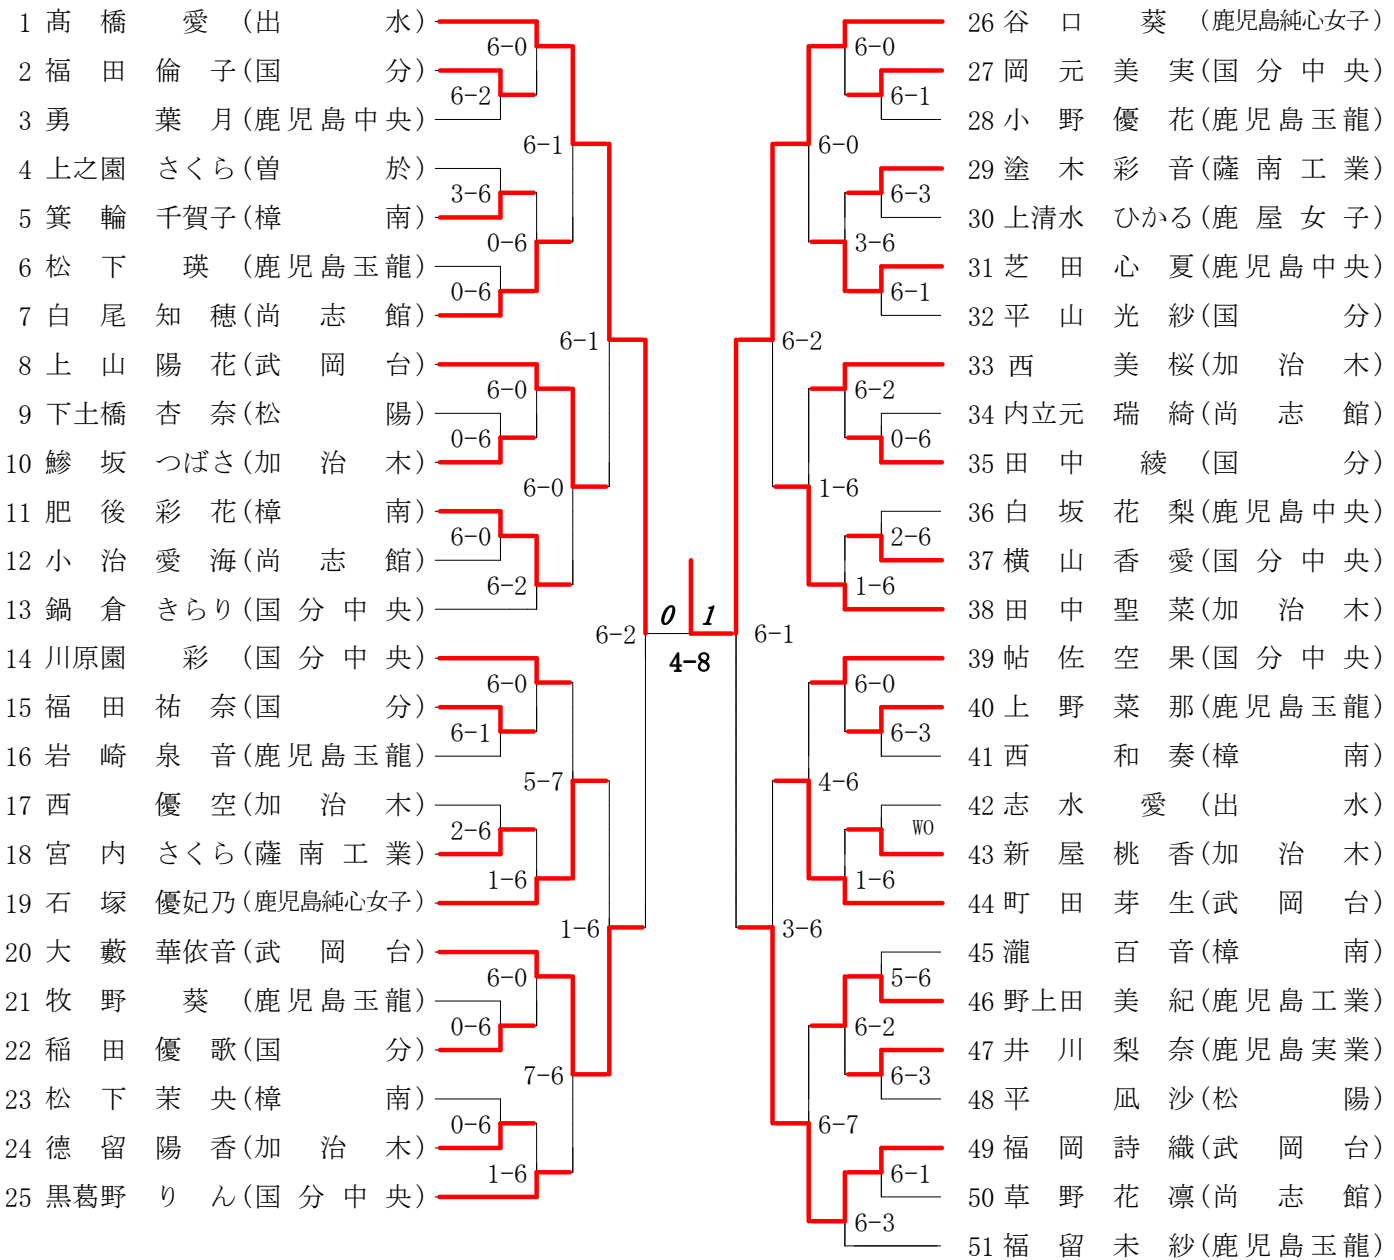 1 髙橋 愛 (出水)
2 福田倫子(国分)
3 勇 葉月(鹿児島中央)
4 上之園 さくら(曽於)
5 箕輪 千賀子(樟南)
6 松下 瑛 (鹿児島玉龍)
7 白尾知穂(尚志館)
8 上山陽花(武岡台)
9 下土橋 杏奈(松陽)
10 鰺坂 つばさ(加治木)
11 肥後彩花(樟南)
12 小治愛海(尚志館)
13 鍋倉 きらり(国分中央)
14 川原園 彩 (国分中央)
15 福田祐奈(国分)
16 岩崎泉音(鹿児島玉龍)
17 西 優空(加治木)
18 宮内 さくら(薩南工業)
19 石塚 優妃乃(鹿児島純心女子)
20 大藪 華依音(武岡台)
21 牧野 葵 (鹿児島玉龍)
22 稲田優歌(国分)
23 松下茉央(樟南)
24 德留陽香(加治木)
25 黒葛野 りん(国分中央)
6-0
6-2
6-1
3-6
0-6
0-6
6-1
6-0
0-6
6-0
6-0
6-2
6-2
6-0
6-1
5-7
2-6
1-6
1-6
6-0
0-6
7-6
0-6
1-6
0 1
4-8
6-0
6-1
6-0
6-3
3-6
6-1
6-2
6-2
0-6
1-6
2-6
1-6
6-1
6-0
6-3
4-6
WO
1-6
3-6
5-6
6-2
6-3
6-7
6-1
6-3
26 谷口 葵 (鹿児島純心女子)
27 岡元美実(国分中央)
28 小野優花(鹿児島玉龍)
29 塗木彩音(薩南工業)
30 上清水 ひかる(鹿屋女子)
31 芝田心夏(鹿児島中央)
32 平山光紗(国分)
33 西 美桜(加治木)
34 内立元 瑞綺(尚志館)
35 田中 綾 (国分)
36 白坂花梨(鹿児島中央)
37 横山香愛(国分中央)
38 田中聖菜(加治木)
39 帖佐空果(国分中央)
40 上野菜那(鹿児島玉龍)
41 西 和奏(樟南)
42 志水 愛 (出水)
43 新屋桃香(加治木)
44 町田芽生(武岡台)
45 瀧 百音(樟南)
46 野上田 美紀(鹿児島工業)
47 井川梨奈(鹿児島実業)
48 平 凪沙(松陽)
49 福岡詩織(武岡台)
50 草野花凛(尚志館)
51 福留未紗(鹿児島玉龍)